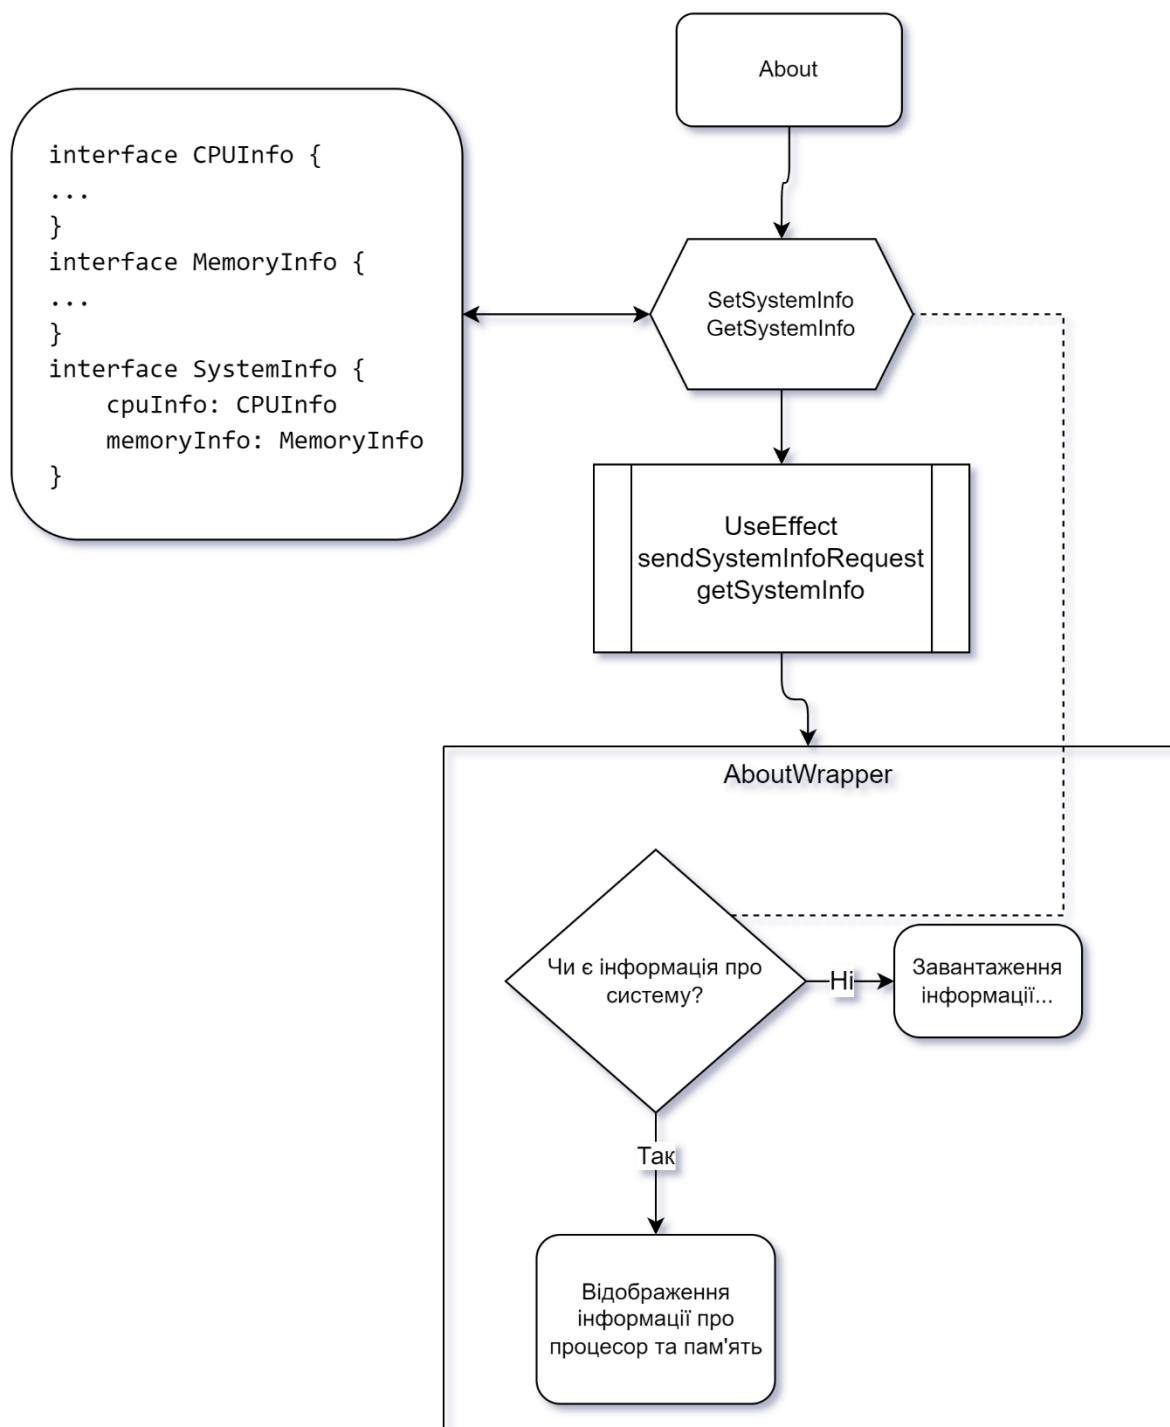 About
interface CPUInfo {
...
}
interface MemoryInfo {
...
}
interface SystemInfo {
    cpuInfo: CPUInfo
    memoryInfo: MemoryInfo
}
SetSystemInfo
GetSystemInfo
UseEffect
sendSystemInfoRequest
getSystemInfo
AboutWrapper
Чи є інформація про
систему?
Ні
Завантаження
інформації...
Так
Відображення
інформації про
процесор та пам'ять